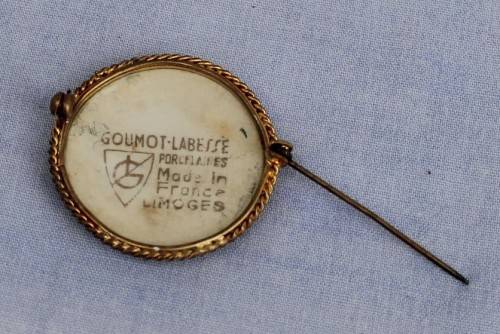 GOUMOT-LABESSE
PORCELAINES
Made in
France
LIMOGES